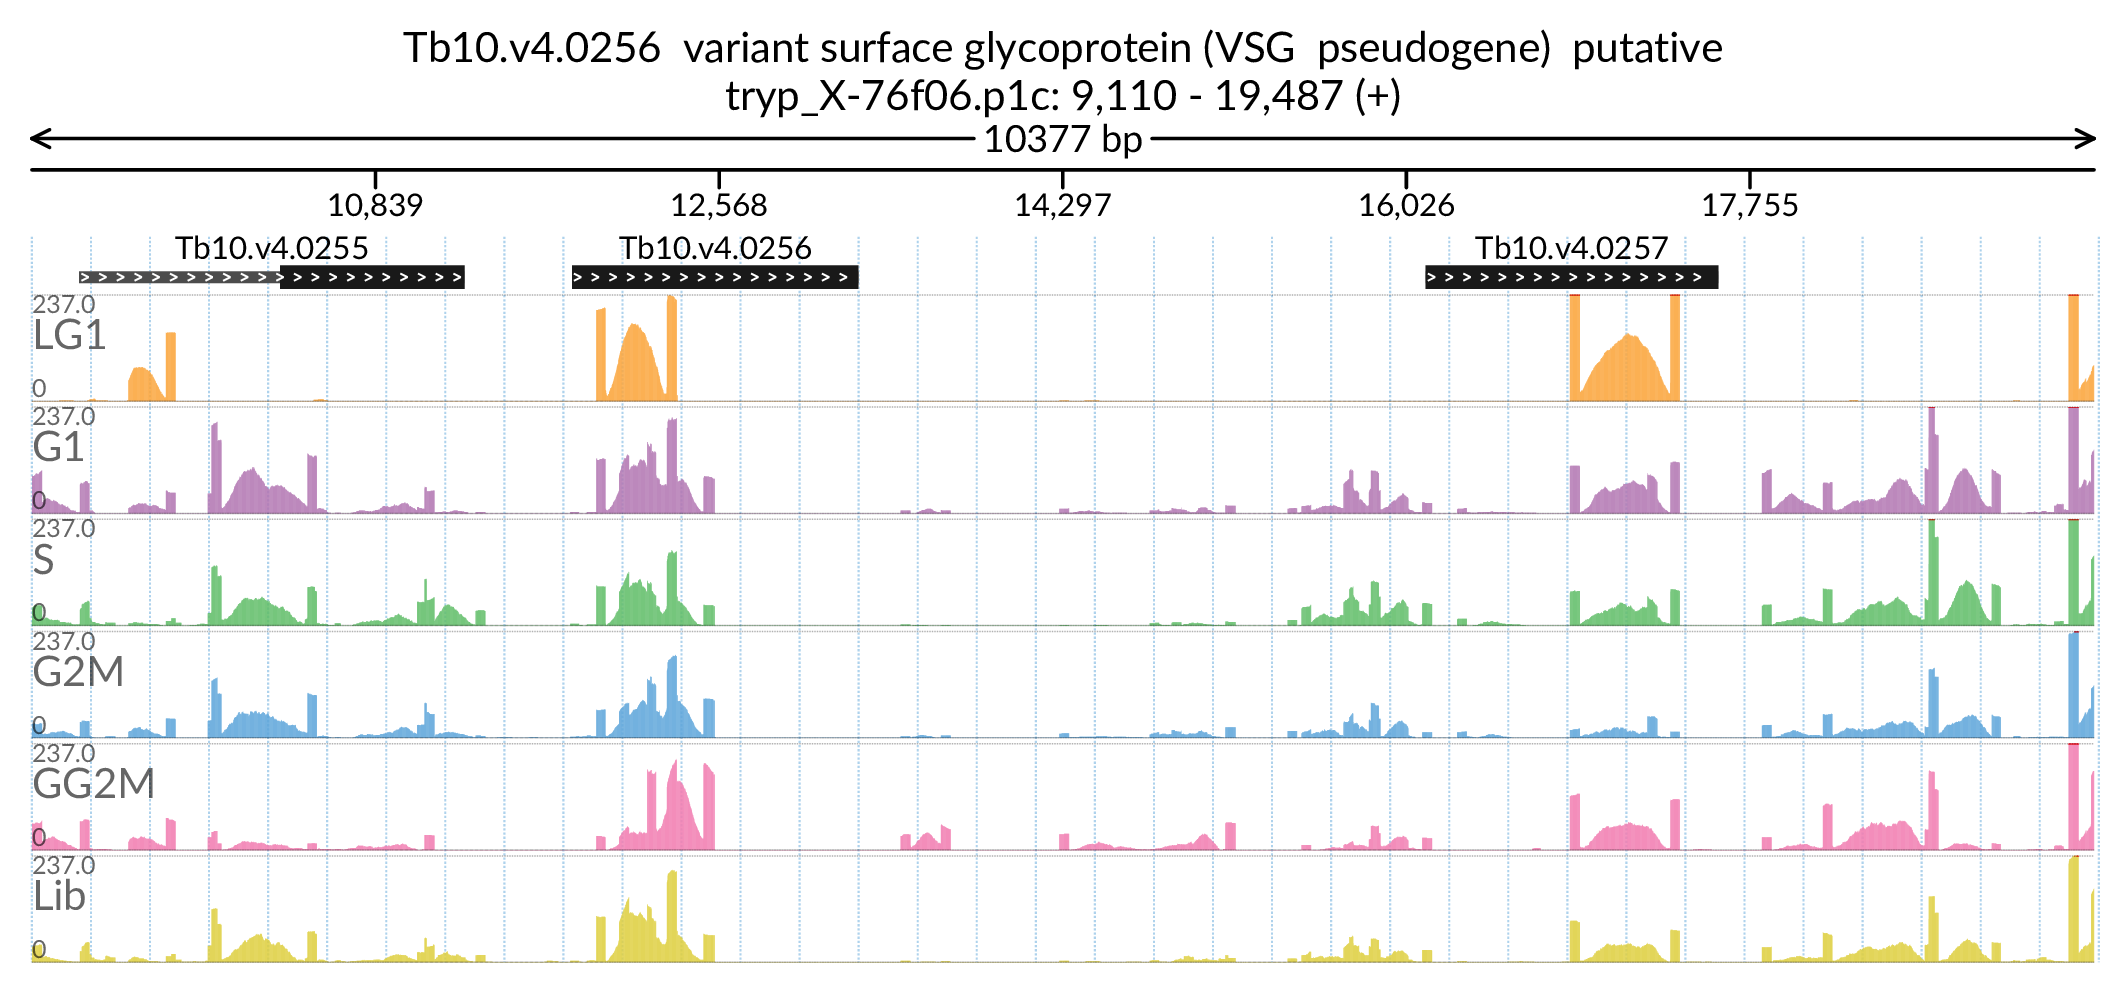 Tb10.v4.0256 variant surface glycoprotein (VSG pseudogene) putative
tryp_X-76f06.p1c: 9,110 - 19,487 (+)
10377 bp
10,839 12,568 14,297 16,026 17,755
Tb10.v4.0255 Tb10.v4.0256 Tb10.v4.0257
237.0
LG1
0
237.0
G1
0
237.0
S
0
237.0
G2M
0
237.0
GG2M
0
237.0
Lib
0